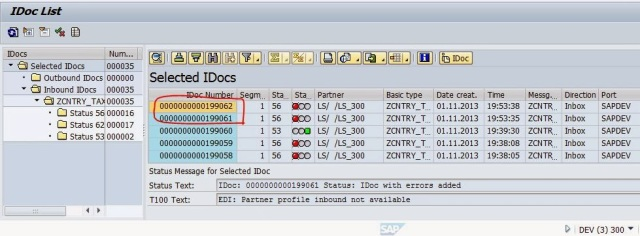 IDoc List
IDocs Num...
Selected IDocs 000035
Outbound IDocs 000000
Inbound IDocs 000035
ZCNTRY_TAX 000035
Status 56 000016
Status 62 000017
Status 53 000002
IDoc
Selected IDocs
IDoc Number Segm.. Sta.. Sta.. Partner Basic type Date creat. Time Messg... Direction Port
0000000000199062 1 56 LS/ /LS_300 ZCNTRY_T... 01.11.2013 19:53:38 ZCNTR... Inbox SAPDEV
0000000000199061 1 56 LS/ /LS_300 ZCNTRY_T... 01.11.2013 19:53:35 ZCNTR... Inbox SAPDEV
0000000000199060 1 53 LS/ /LS_300 ZCNTRY_T... 01.11.2013 19:39:30 ZCNTR... Inbox SAPDEV
0000000000199059 1 56 LS/ /LS_300 ZCNTRY_T... 01.11.2013 19:38:08 ZCNTR... Inbox SAPDEV
0000000000199058 1 56 LS/ /LS_300 ZCNTRY_T... 01.11.2013 19:38:05 ZCNTR... Inbox SAPDEV
Status Message for Selected IDoc
Status Text: IDoc: 0000000000199061 Status: IDoc with errors added
T100 Text: EDI: Partner profile inbound not available
SAP
DEV (3) 300